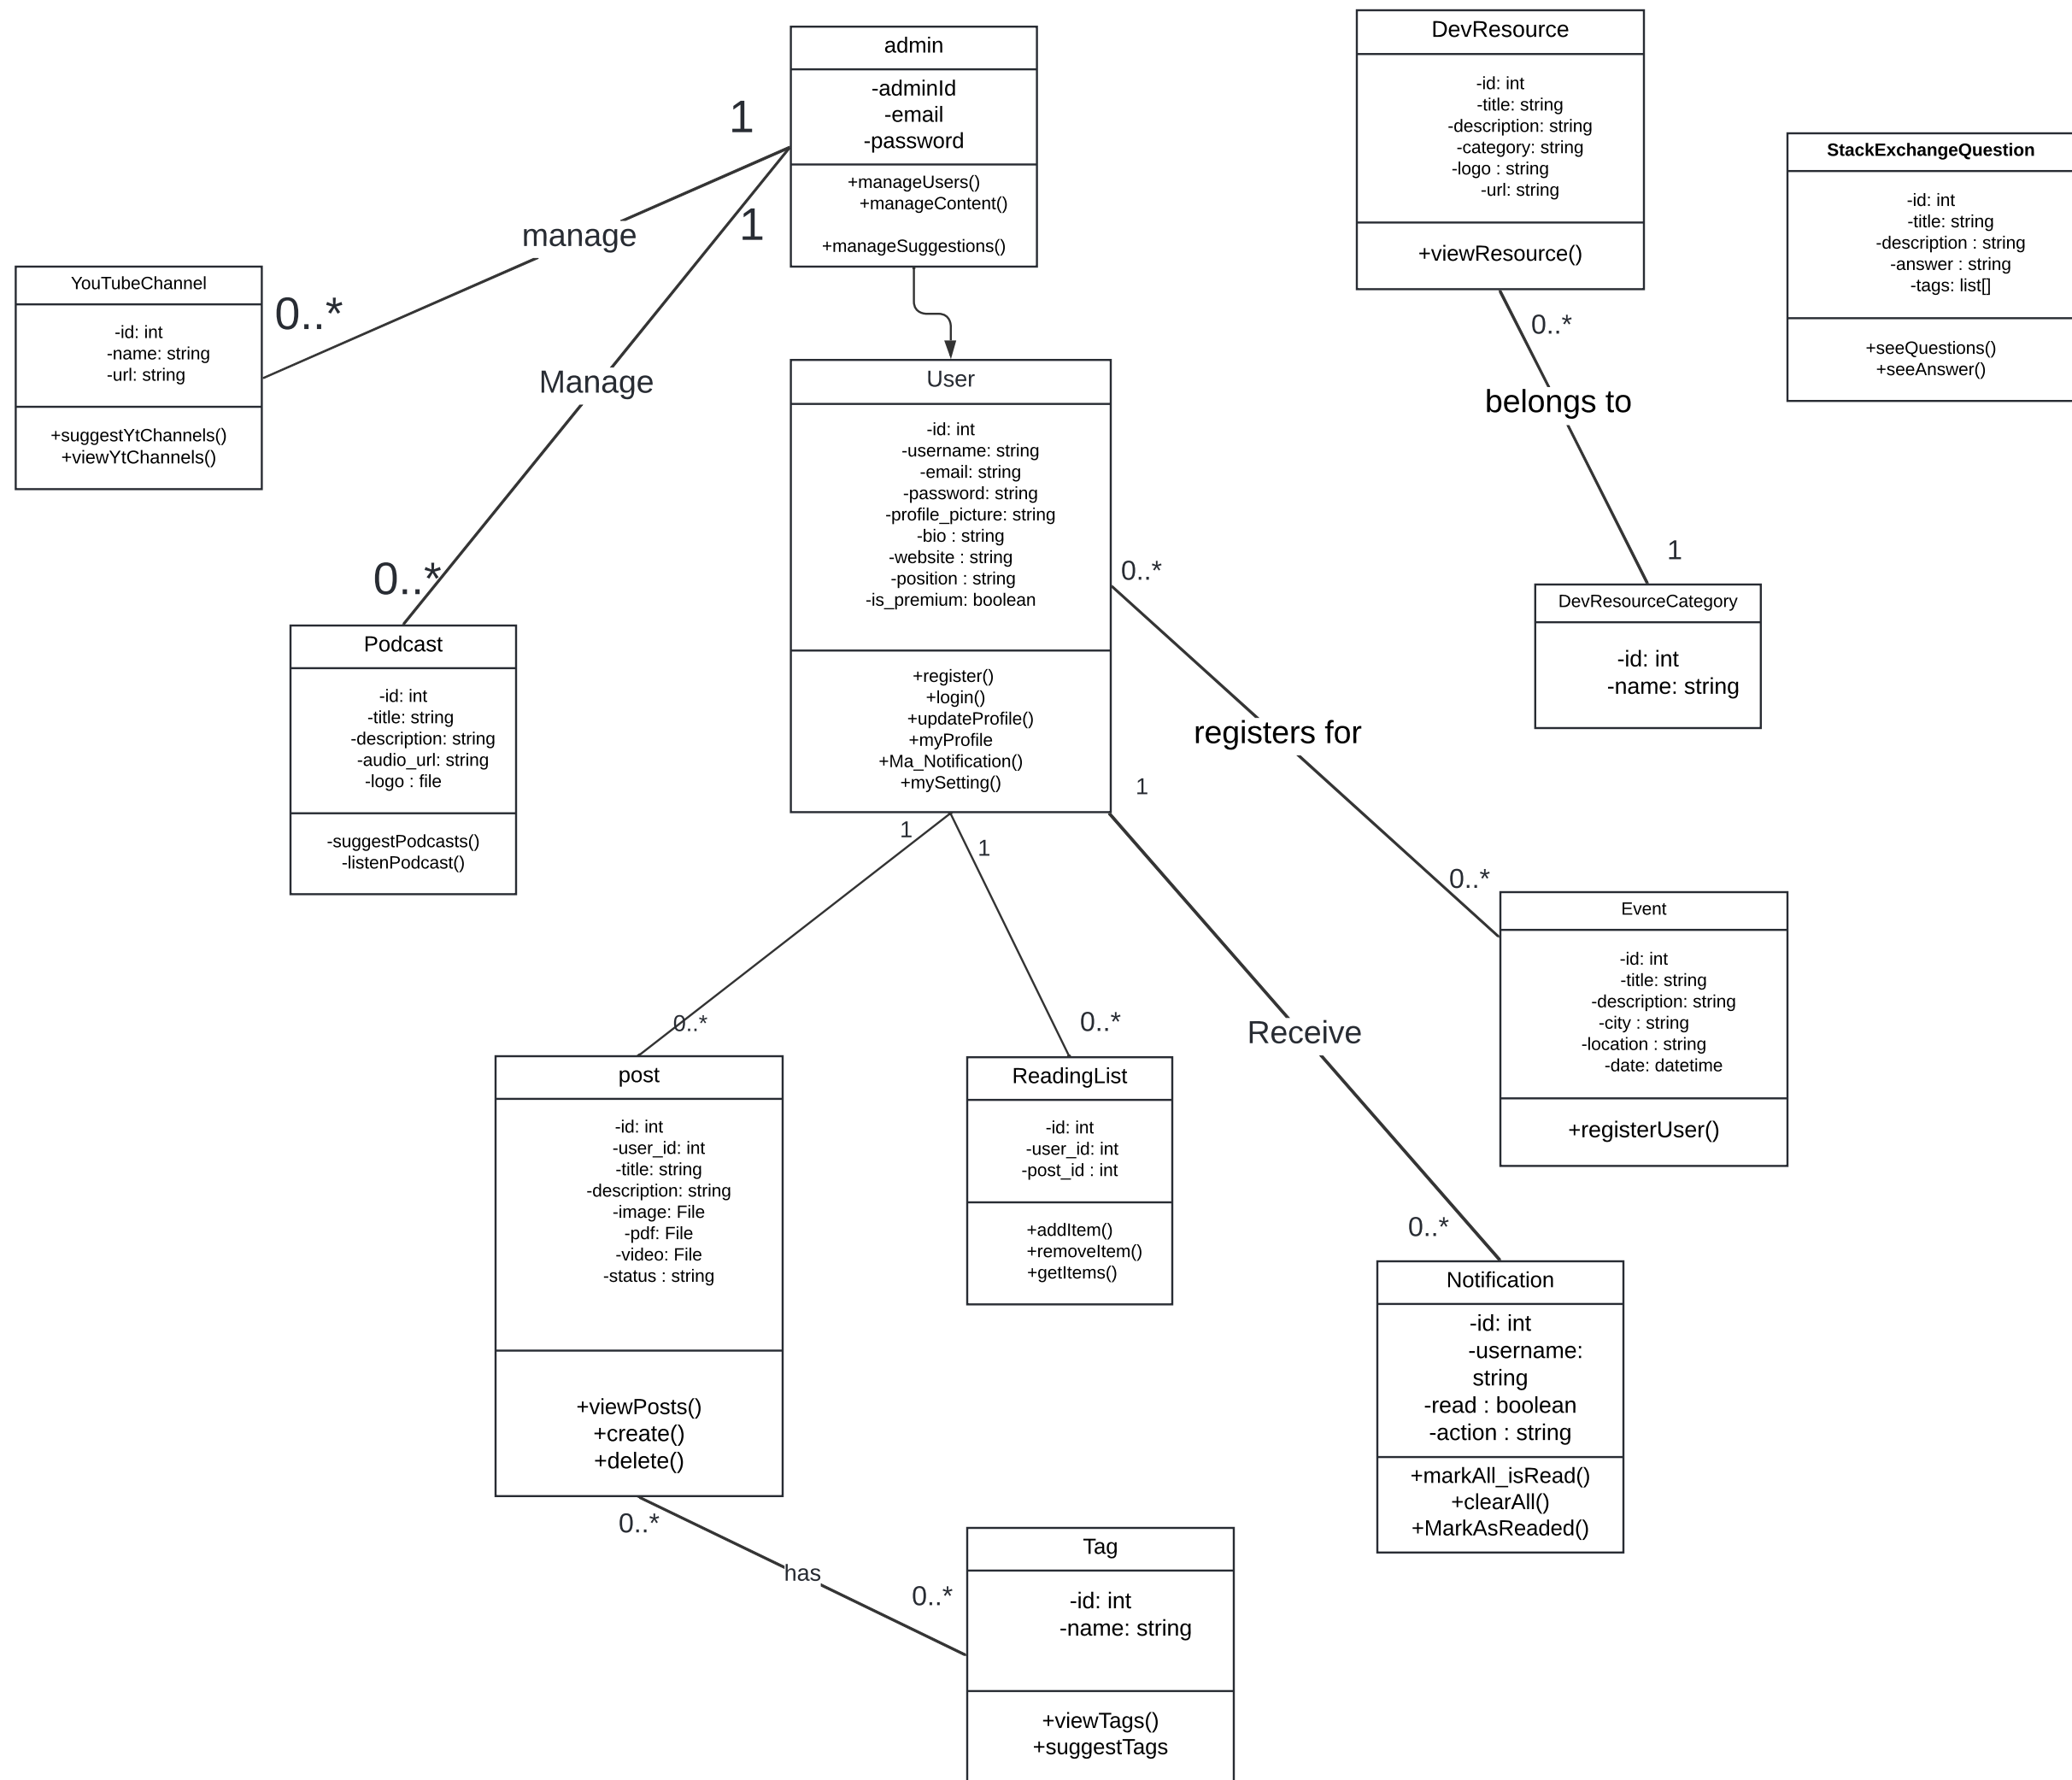 admin
-adminId
-email
-password
+manageUsers()
+manageContent()
+manageSuggestions()
DevResource
-id: int
-title: string
-description: string
-category: string
-logo : string
-url: string
+viewResource()
StackExchangeQuestion
-id: int
-title: string
-description : string
-answer : string
-tags: list[]
+seeQuestions()
+seeAnswer()
1
manage
0..*
1
Manage
0..*
YouTubeChannel
-id: int
-name: string
-url: string
+suggestYtChannels()
+viewYtChannels()
User
-id: int
-username: string
-email: string
-password: string
-profile_picture: string
-bio : string
-website : string
-position : string
-is_premium: boolean
+register()
+login()
+updateProfile()
+myProfile
+Ma_Notification()
+mySetting()
0..*
belongs to
1
DevResourceCategory
-id: int
-name: string
Podcast
-id: int
-title: string
-description: string
-audio_url: string
-logo : file
-suggestPodcasts()
-listenPodcast()
0..*
registers for
0..*
Event
-id: int
-title: string
-description: string
-city : string
-location : string
-date: datetime
+registerUser()
1
0..*
1
0..*
1
Receive
0..*
post
-id: int
-user_id: int
-title: string
-description: string
-image: File
-pdf: File
-video: File
-status : string
+viewPosts()
+create()
+delete()
ReadingList
-id: int
-user_id: int
-post_id : int
+addItem()
+removeItem()
+getItems()
Notification
-id: int
-username:
string
-read : boolean
-action : string
+markAll_isRead()
+clearAll()
+MarkAsReaded()
0..*
has
0..*
Tag
-id: int
-name: string
+viewTags()
+suggestTags